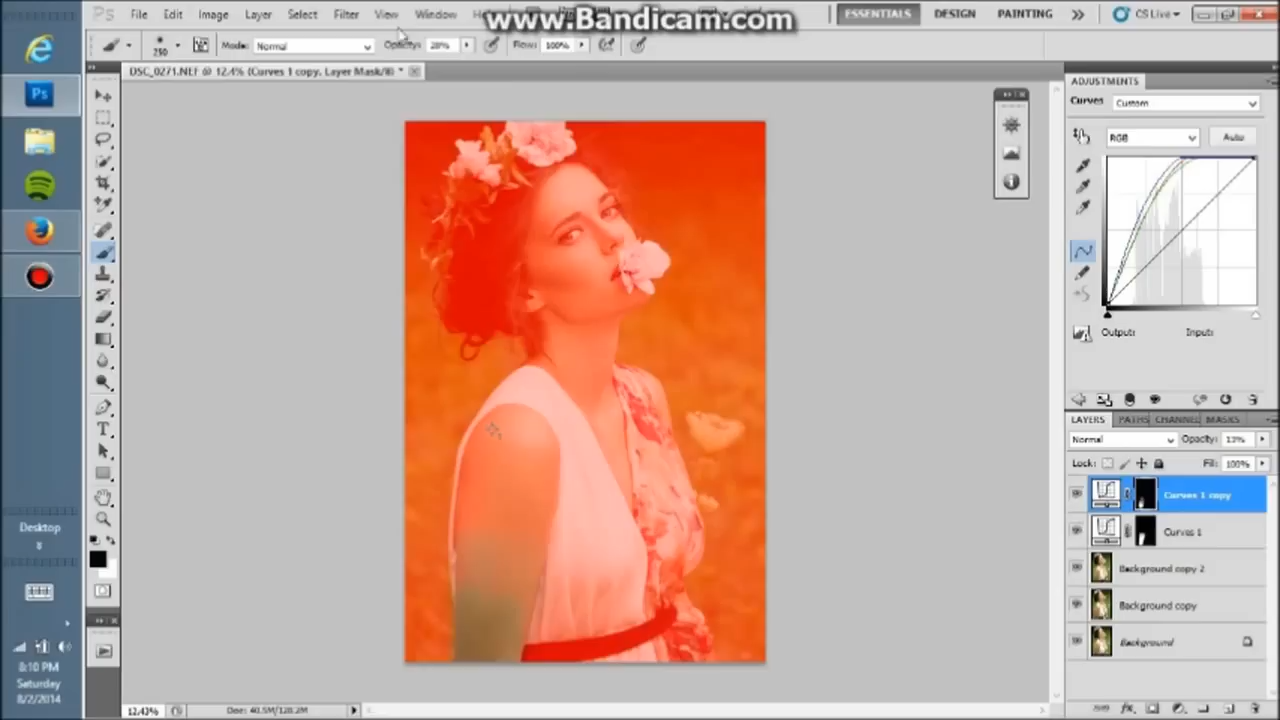 Ps File Edit Image Layer Select Filter View Window
www.Bandicam.com
ESSENTIALS DESIGN PAINTING CS Live
250 Mode: Normal Opacity: 28% Flow: 100%
DSC_0271.NEF @ 12.4% (Curves 1 copy, Layer Mask/8) *
Ps
ADJUSTMENTS
Curves Custom
RGB Auto
Output: Input:
LAYERS PATHS CHANNEL MASKS
Normal Opacity: 13%
Lock: Fill: 100%
Curves 1 copy
Curves 1
Background copy 2
Background copy
Background
Desktop
8:10 PM
Saturday
8/2/2014
12.43% Doc: 40.5M/128.2M